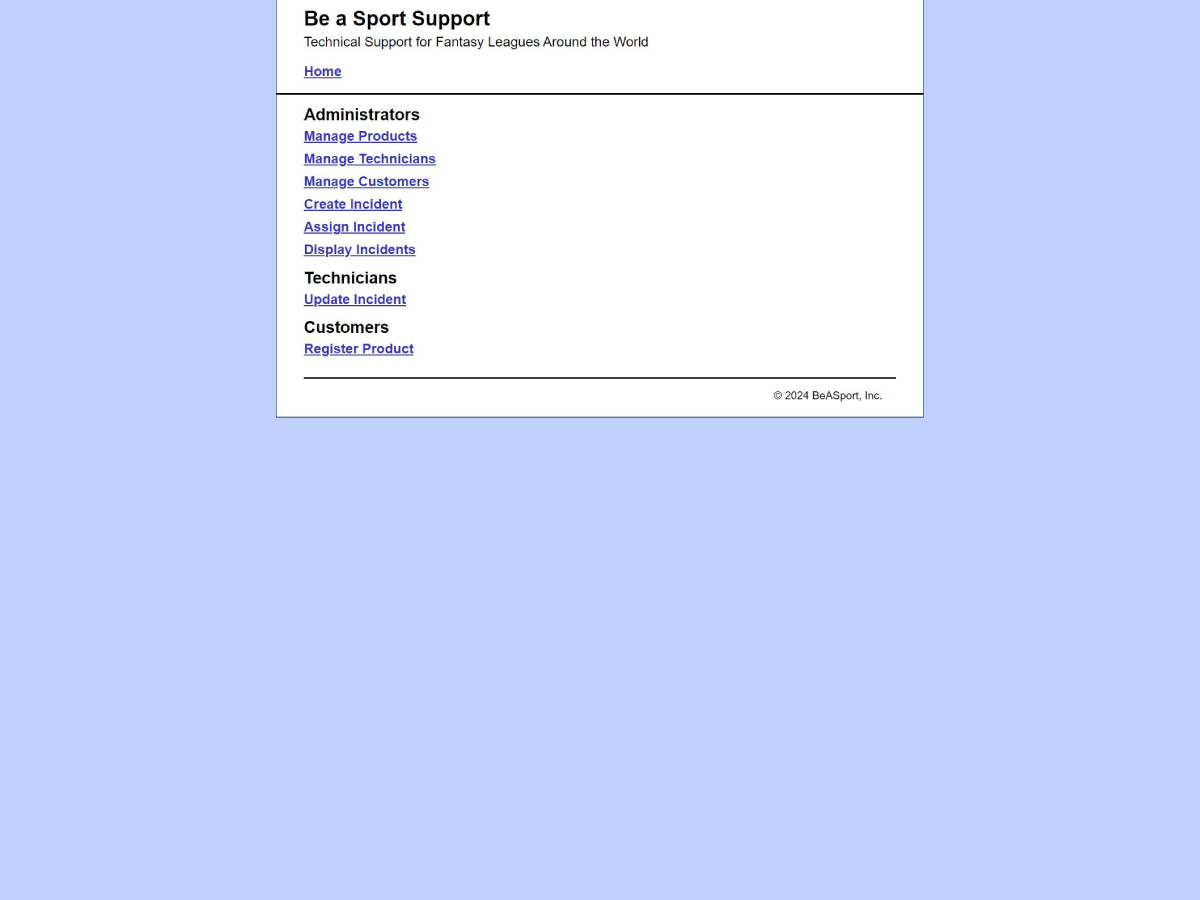 Be a Sport Support
Technical Support for Fantasy Leagues Around the World
Home
Administrators
Manage Products
Manage Technicians
Manage Customers
Create Incident
Assign Incident
Display Incidents
Technicians
Update Incident
Customers
Register Product
© 2024 BeASport, Inc.